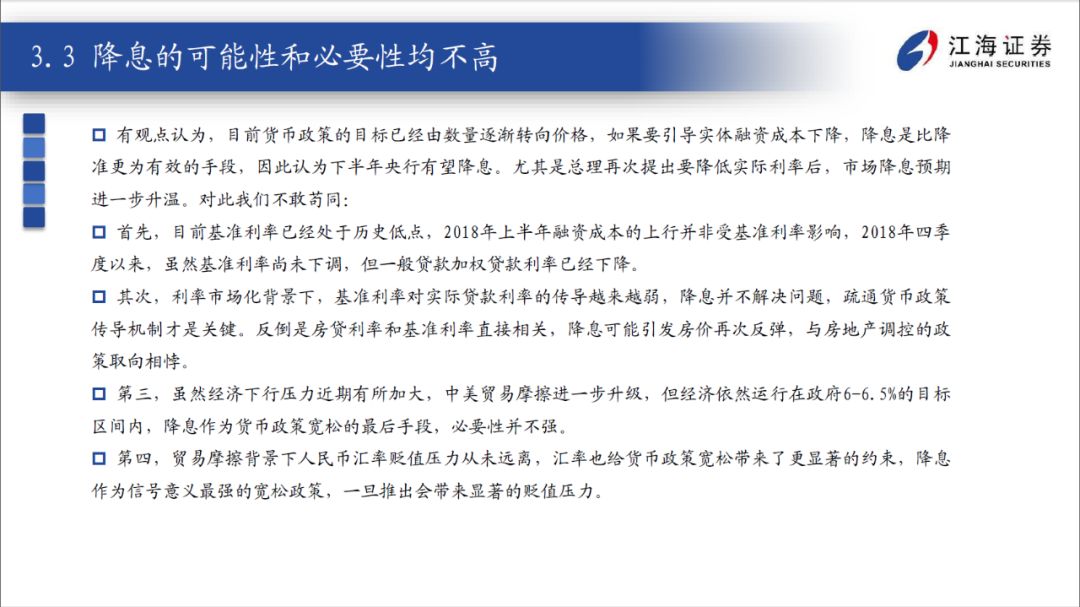 3.3 降息的可能性和必要性均不高
江海证券
JIANGHAI SECURITIES
有观点认为，目前货币政策的目标已经由数量逐渐转向价格，如果要引导实体融资成本下降，降息是比降
准更为有效的手段，因此认为下半年央行有望降息。尤其是总理再次提出要降低实际利率后，市场降息预期
进一步升温。对此我们不敢苟同：
首先，目前基准利率已经处于历史低点，2018年上半年融资成本的上行并非受基准利率影响，2018年四季
度以来，虽然基准利率尚未下调，但一般贷款加权贷款利率已经下降。
其次，利率市场化背景下，基准利率对实际贷款利率的传导越来越弱，降息并不解决问题，疏通货币政策
传导机制才是关键。反倒是房贷利率和基准利率直接相关，降息可能引发房价再次反弹，与房地产调控的政
策取向相悖。
第三，虽然经济下行压力近期有所加大，中美贸易摩擦进一步升级，但经济依然运行在政府6-6.5%的目标
区间内，降息作为货币政策宽松的最后手段，必要性并不强。
第四，贸易摩擦背景下人民币汇率贬值压力从未远离，汇率也给货币政策宽松带来了更显著的约束，降息
作为信号意义最强的宽松政策，一旦推出会带来显著的贬值压力。